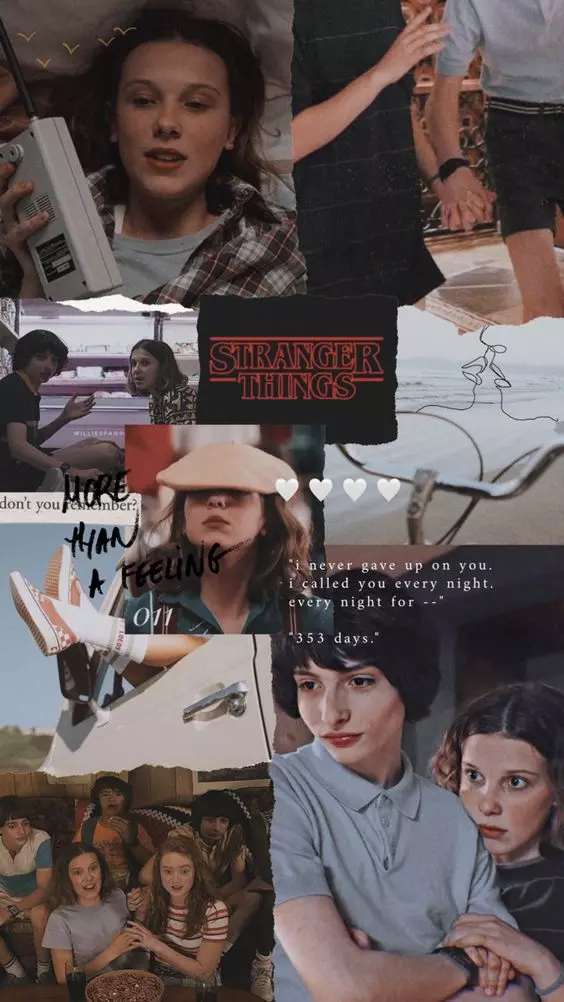 STRANGER
THINGS
WILLIESFAN
don't you remember?
MORE
THAN
A FEELING
011
"i never gave up on you.
i called you every night.
every night for --"
"353 days."